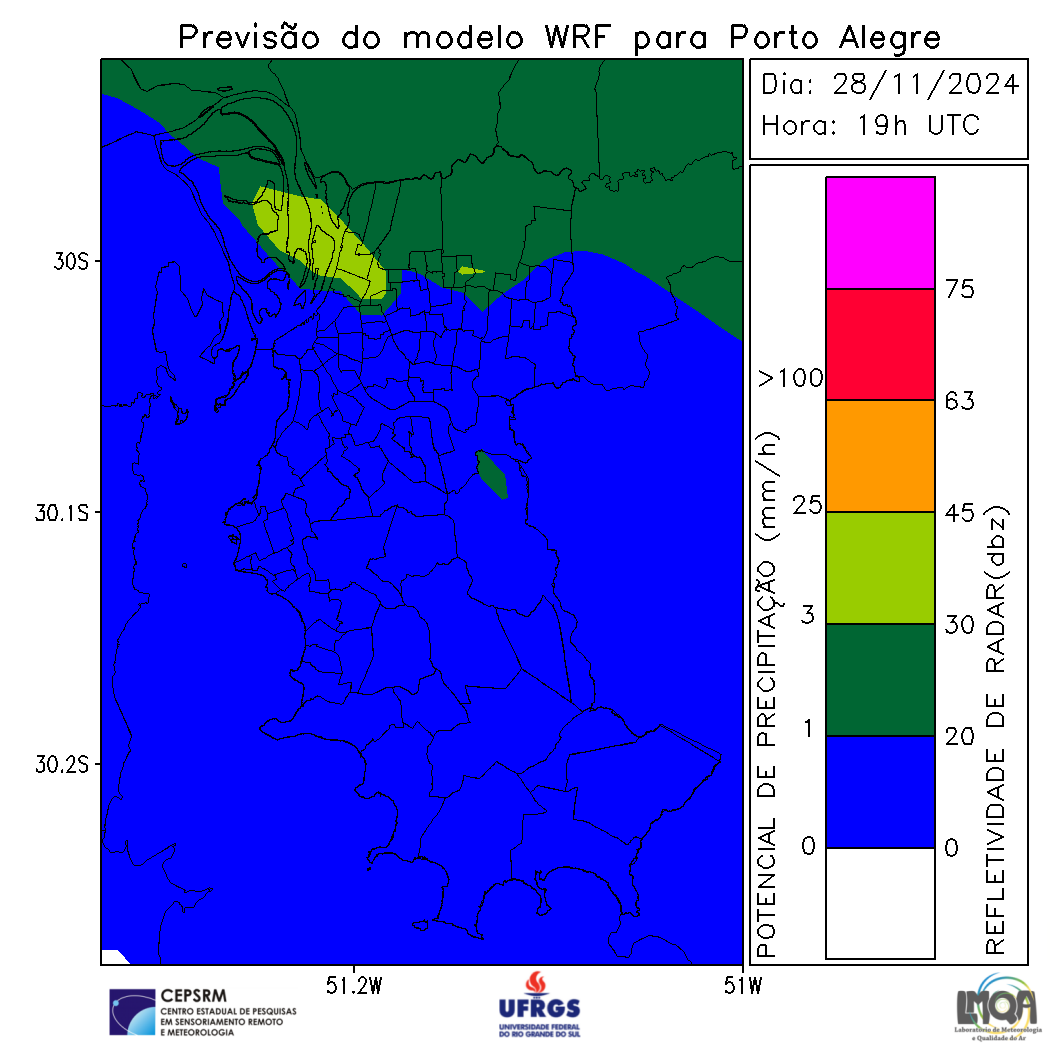 Previsão do modelo WRF para Porto Alegre
Dia: 28/11/2024
Hora: 19h UTC
30S
30.1S
30.2S
51.2W
51W
POTENCIAL DE PRECIPITAÇÃO (mm/h)
>100
25
3
1
0
75
63
45
30
20
0
REFLETIVIDADE DE RADAR(dbz)
CEPSRM
CENTRO ESTADUAL DE PESQUISAS
EM SENSORIAMENTO REMOTO
E METEOROLOGIA
UFRGS
UNIVERSIDADE FEDERAL
DO RIO GRANDE DO SUL
LMQA
Laboratório de Meteorologia
e Qualidade do Ar